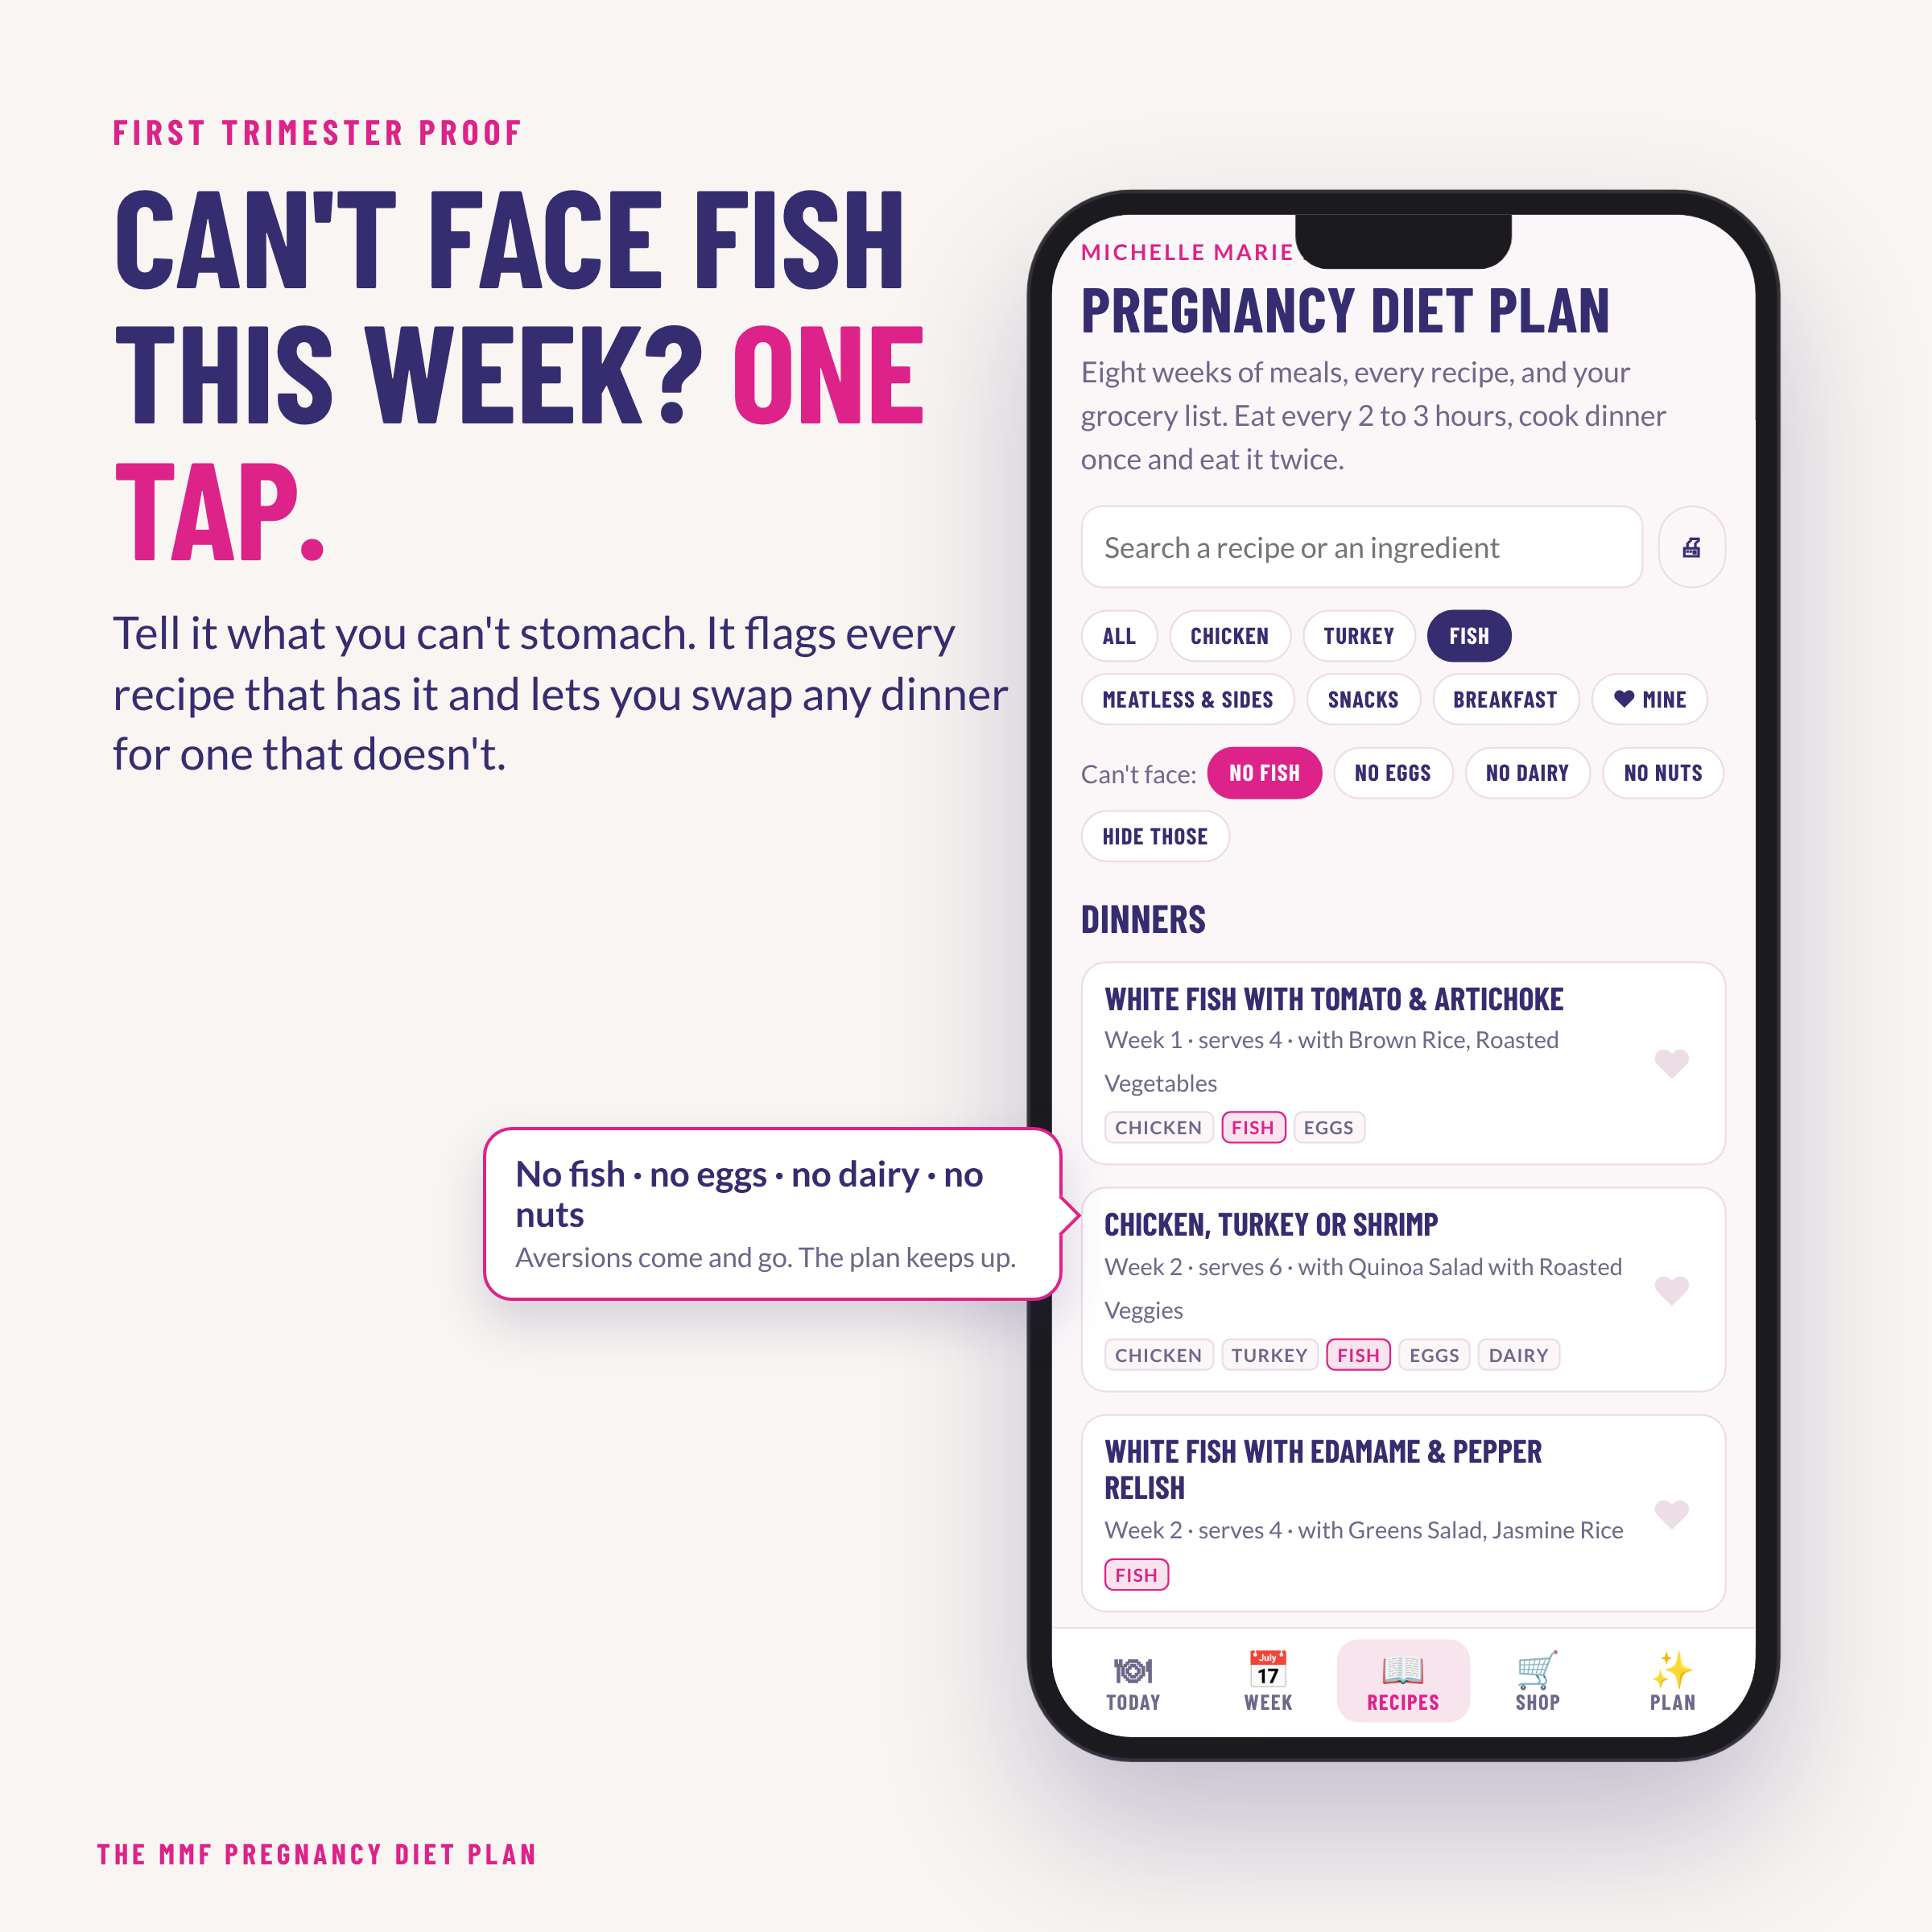 FIRST TRIMESTER PROOF
CAN'T FACE FISH
THIS WEEK? ONE
TAP.
Tell it what you can't stomach. It flags every
recipe that has it and lets you swap any dinner
for one that doesn't.
No fish · no eggs · no dairy · no
nuts
Aversions come and go. The plan keeps up.
THE MMF PREGNANCY DIET PLAN
MICHELLE MARIE
PREGNANCY DIET PLAN
Eight weeks of meals, every recipe, and your
grocery list. Eat every 2 to 3 hours, cook dinner
once and eat it twice.
Search a recipe or an ingredient
ALL CHICKEN TURKEY FISH
MEATLESS & SIDES SNACKS BREAKFAST ♥ MINE
Can't face: NO FISH NO EGGS NO DAIRY NO NUTS
HIDE THOSE
DINNERS
WHITE FISH WITH TOMATO & ARTICHOKE
Week 1 · serves 4 · with Brown Rice, Roasted
Vegetables
CHICKEN FISH EGGS
CHICKEN, TURKEY OR SHRIMP
Week 2 · serves 6 · with Quinoa Salad with Roasted
Veggies
CHICKEN TURKEY FISH EGGS DAIRY
WHITE FISH WITH EDAMAME & PEPPER
RELISH
Week 2 · serves 4 · with Greens Salad, Jasmine Rice
FISH
July
17
TODAY WEEK RECIPES SHOP PLAN